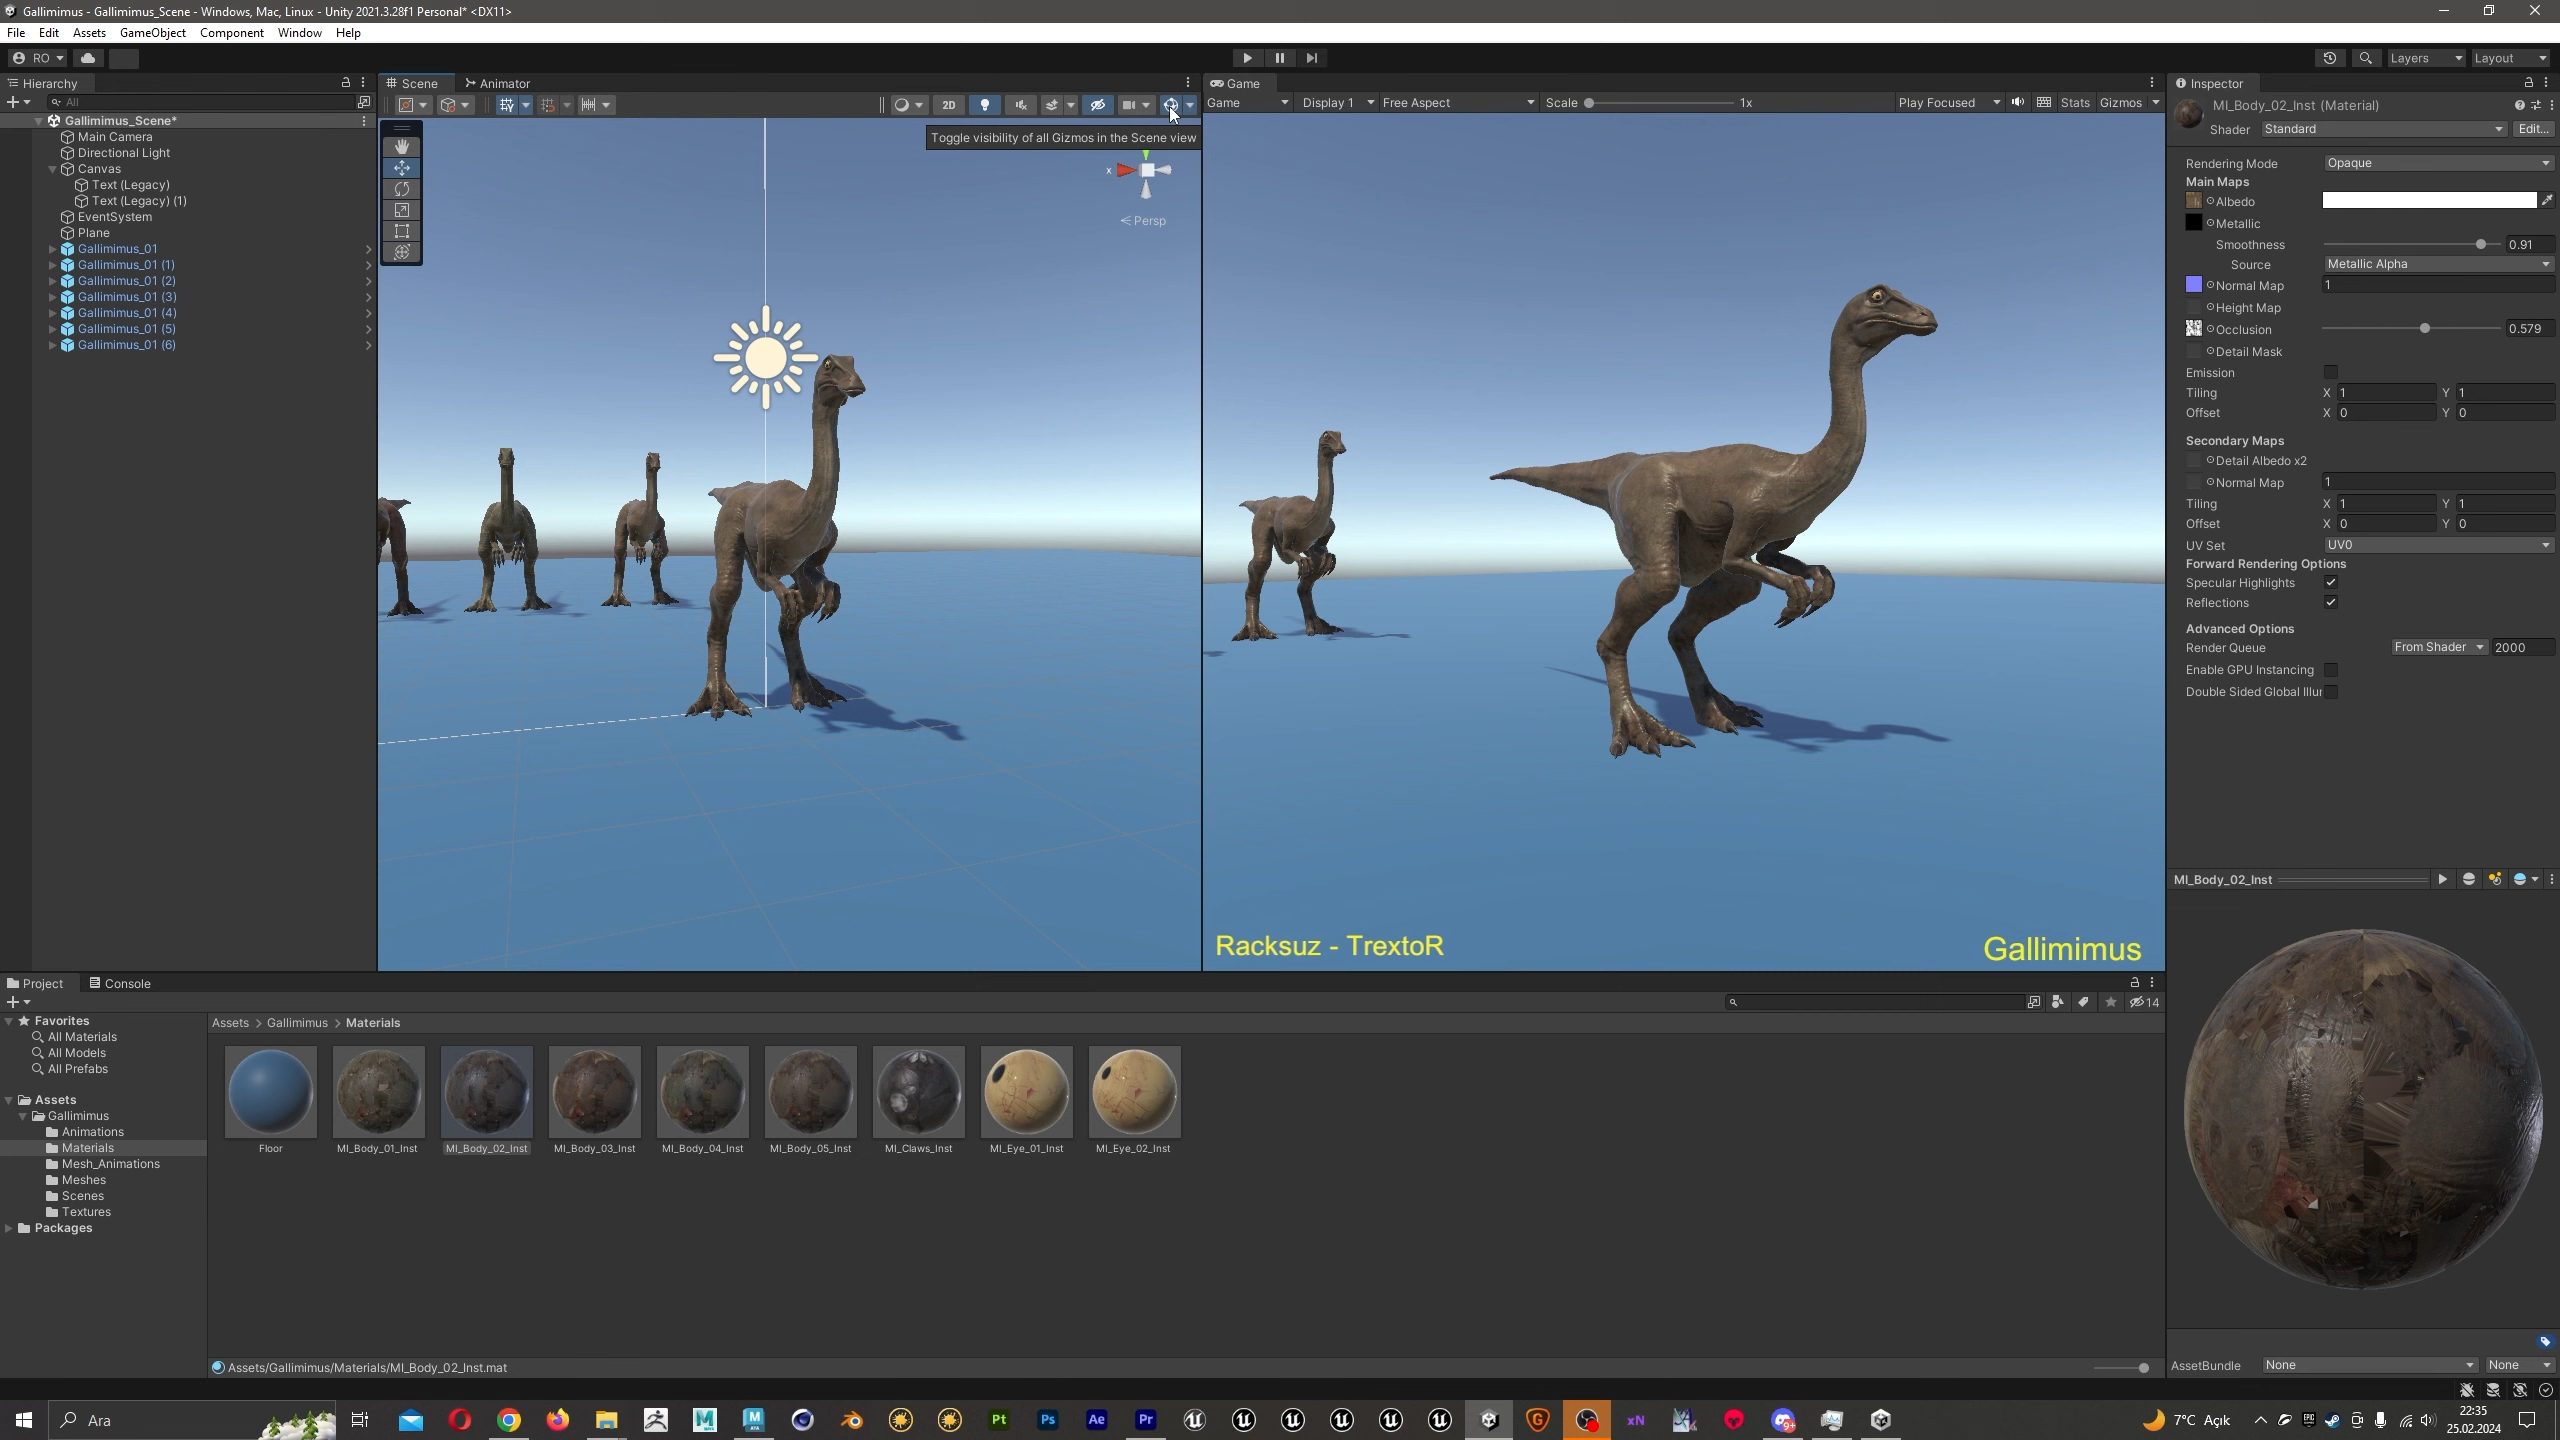 Gallimimus - Gallimimus_Scene - Windows, Mac, Linux - Unity 2021.3.28f1 Personal* <DX11>
File Edit Assets GameObject Component Window Help
RO
Layers Layout
Hierarchy
All
Gallimimus_Scene*
Main Camera
Directional Light
Canvas
Text (Legacy)
Text (Legacy) (1)
EventSystem
Plane
Gallimimus_01
Gallimimus_01 (1)
Gallimimus_01 (2)
Gallimimus_01 (3)
Gallimimus_01 (4)
Gallimimus_01 (5)
Gallimimus_01 (6)
Scene Animator
2D
Toggle visibility of all Gizmos in the Scene view
x
Persp
Game
Game Display 1 Free Aspect Scale 1x Play Focused Stats Gizmos
Racksuz - TrextoR
Gallimimus
Inspector
MI_Body_02_Inst (Material)
Shader Standard Edit...
Rendering Mode Opaque
Main Maps
Albedo
Metallic
Smoothness 0.91
Source Metallic Alpha
Normal Map 1
Height Map
Occlusion 0.579
Detail Mask
Emission
Tiling X 1 Y 1
Offset X 0 Y 0
Secondary Maps
Detail Albedo x2
Normal Map 1
Tiling X 1 Y 1
Offset X 0 Y 0
UV Set UV0
Forward Rendering Options
Specular Highlights
Reflections
Advanced Options
Render Queue From Shader 2000
Enable GPU Instancing
Double Sided Global Illur
MI_Body_02_Inst
AssetBundle None None
Project Console
14
Favorites
All Materials
All Models
All Prefabs
Assets
Gallimimus
Animations
Materials
Mesh_Animations
Meshes
Scenes
Textures
Packages
Assets > Gallimimus > Materials
Floor MI_Body_01_Inst MI_Body_02_Inst MI_Body_03_Inst MI_Body_04_Inst MI_Body_05_Inst MI_Claws_Inst MI_Eye_01_Inst MI_Eye_02_Inst
Assets/Gallimimus/Materials/MI_Body_02_Inst.mat
Ara
Pt Ps Ae Pr
xN
7°C Açık
22:35
25.02.2024